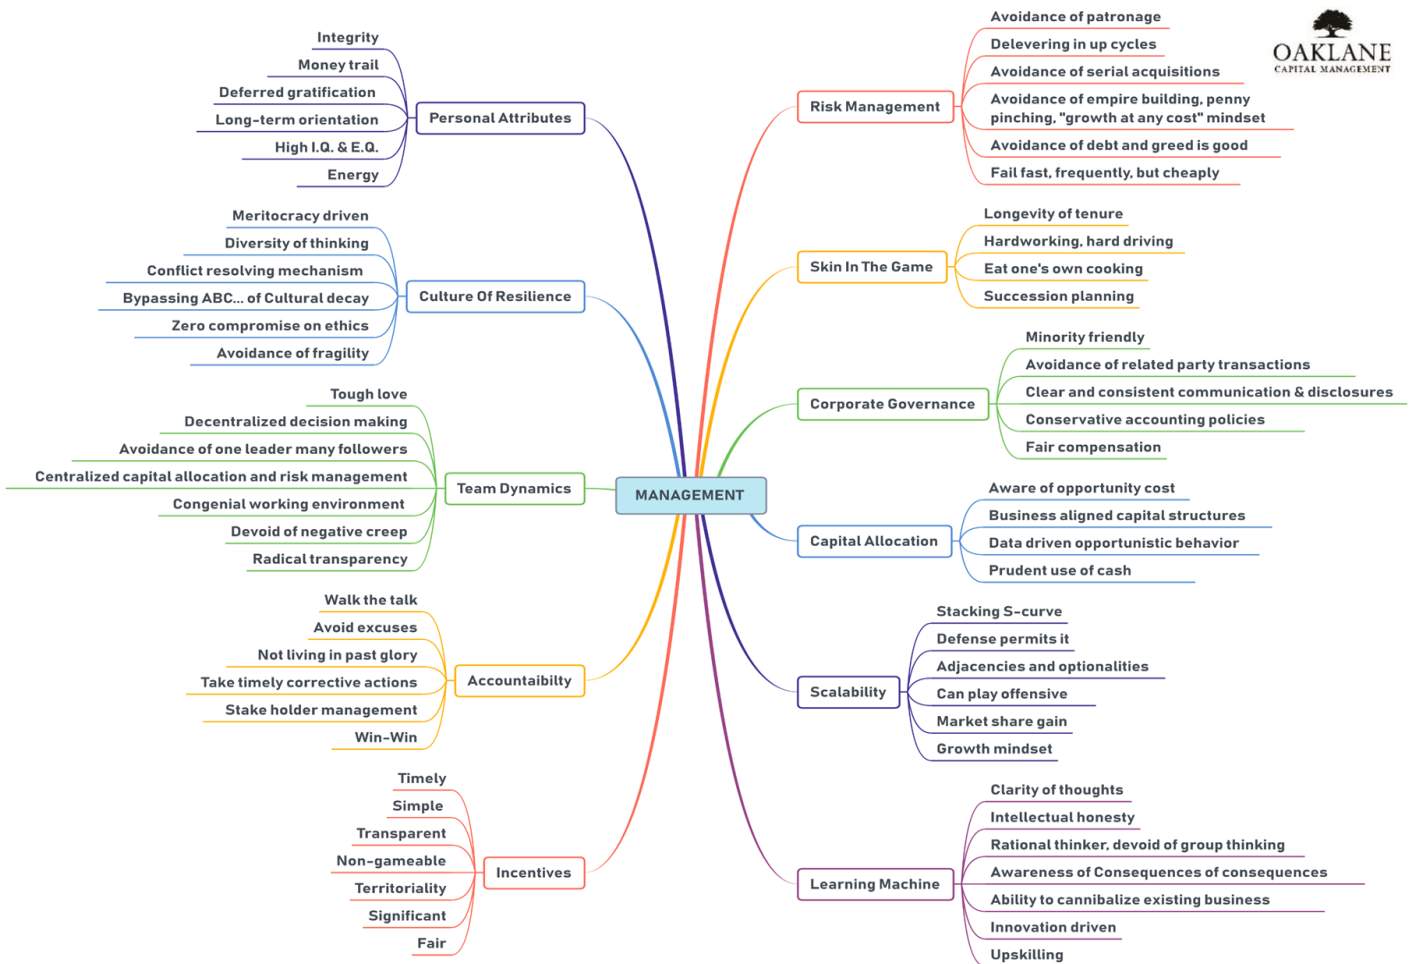 OAKLANE
CAPITAL MANAGEMENT
MANAGEMENT
Personal Attributes
Integrity
Money trail
Deferred gratification
Long-term orientation
High I.Q. & E.Q.
Energy
Culture Of Resilience
Meritocracy driven
Diversity of thinking
Conflict resolving mechanism
Bypassing ABC... of Cultural decay
Zero compromise on ethics
Avoidance of fragility
Team Dynamics
Tough love
Decentralized decision making
Avoidance of one leader many followers
Centralized capital allocation and risk management
Congenial working environment
Devoid of negative creep
Radical transparency
Accountaibilty
Walk the talk
Avoid excuses
Not living in past glory
Take timely corrective actions
Stake holder management
Win-Win
Incentives
Timely
Simple
Transparent
Non-gameable
Territoriality
Significant
Fair
Risk Management
Avoidance of patronage
Delevering in up cycles
Avoidance of serial acquisitions
Avoidance of empire building, penny
pinching, "growth at any cost" mindset
Avoidance of debt and greed is good
Fail fast, frequently, but cheaply
Skin In The Game
Longevity of tenure
Hardworking, hard driving
Eat one's own cooking
Succession planning
Corporate Governance
Minority friendly
Avoidance of related party transactions
Clear and consistent communication & disclosures
Conservative accounting policies
Fair compensation
Capital Allocation
Aware of opportunity cost
Business aligned capital structures
Data driven opportunistic behavior
Prudent use of cash
Scalability
Stacking S-curve
Defense permits it
Adjacencies and optionalities
Can play offensive
Market share gain
Growth mindset
Learning Machine
Clarity of thoughts
Intellectual honesty
Rational thinker, devoid of group thinking
Awareness of Consequences of consequences
Ability to cannibalize existing business
Innovation driven
Upskilling